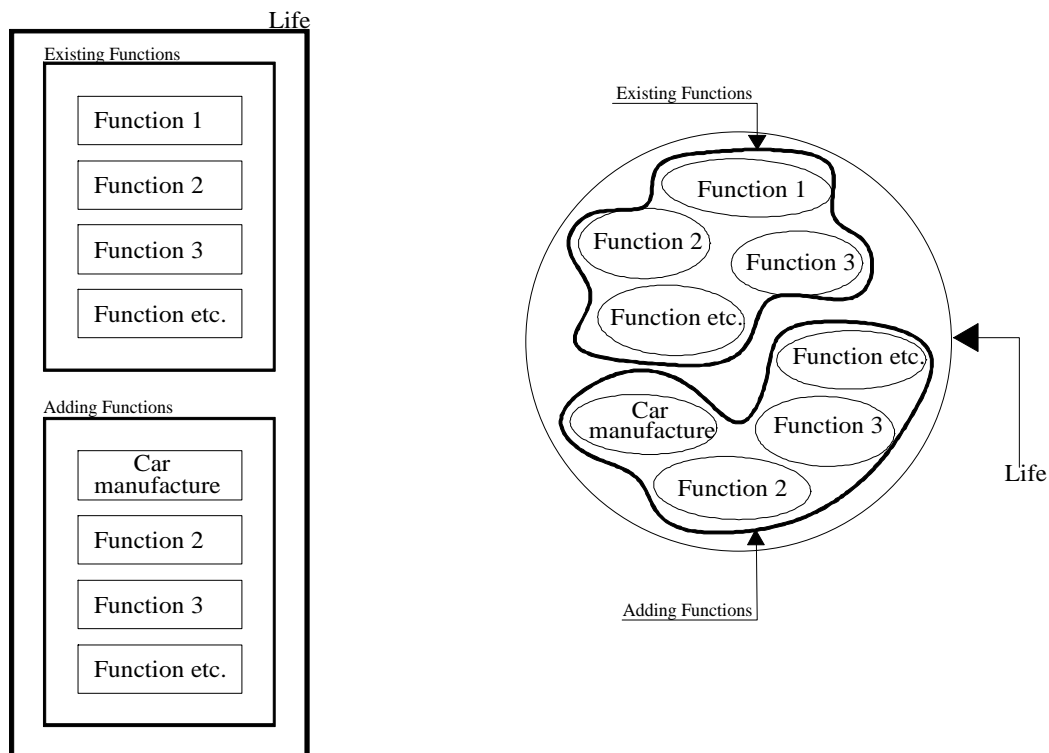 Life
Existing Functions
Function 1
Function 2
Function 3
Function etc.
Adding Functions
Car
manufacture
Function 2
Function 3
Function etc.
Existing Functions
Function 1
Function 2
Function 3
Function etc.
Function etc.
Car
manufacture
Function 3
Function 2
Life
Adding Functions